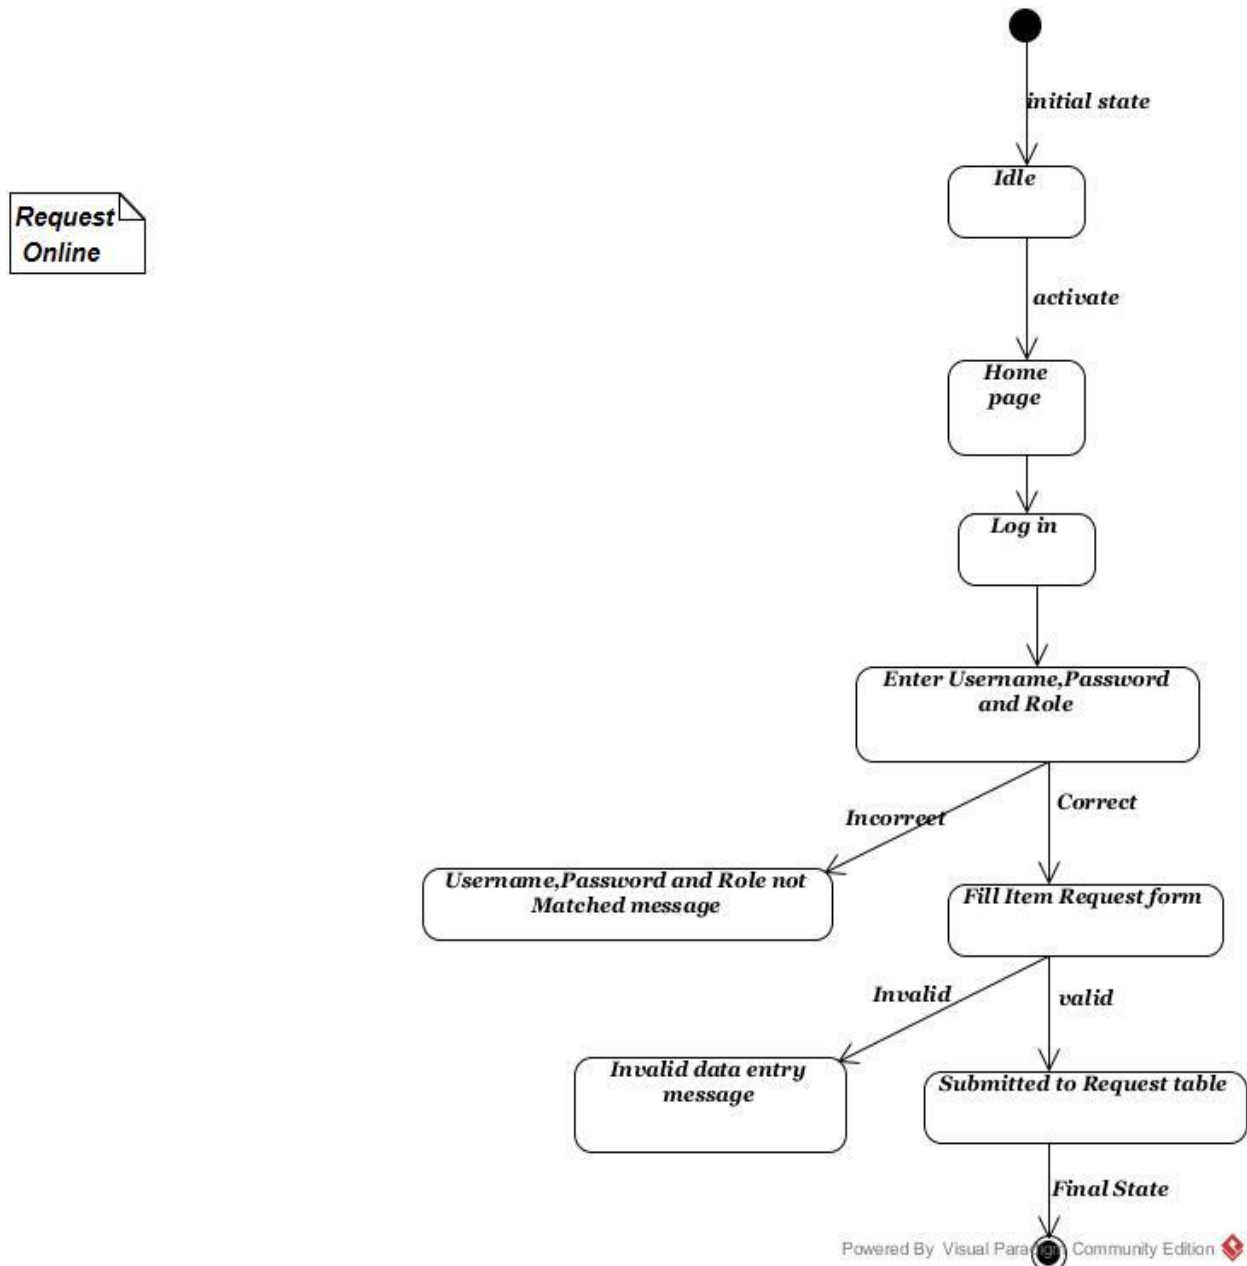 initial state
Idle
Request
Online
activate
Home
page
Log in
Enter Username,Password
and Role
Incorrect
Correct
Username,Password and Role not
Matched message
Fill Item Request form
Invalid
valid
Invalid data entry
message
Submitted to Request table
Final State
Powered By Visual Paradigm Community Edition